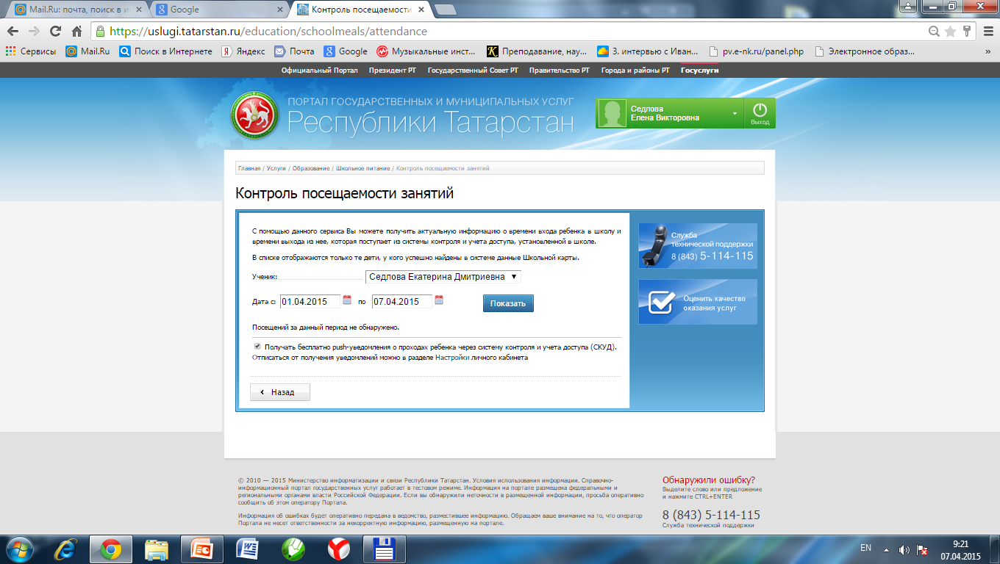 Mail.Ru: почта, поиск в и
Google
Контроль посещаемости
https://uslugi.tatarstan.ru/education/schoolmeals/attendance
Сервисы Mail.Ru Поиск в Интернете Яндекс Почта Google Музыкальные инст... Преподавание, нау... 3. интервью с Иван... pv.e-nk.ru/panel.php Электронное образ... »
Официальный Портал Президент РТ Государственный Совет РТ Правительство РТ Города и районы РТ Госуслуги
ПОРТАЛ ГОСУДАРСТВЕННЫХ И МУНИЦИПАЛЬНЫХ УСЛУГ
Республики Татарстан
Седлова
Елена Викторовна
Выход
Главная / Услуги / Образование / Школьное питание / Контроль посещаемости занятий
Контроль посещаемости занятий
С помощью данного сервиса Вы можете получить актуальную информацию о времени входа ребенка в школу и
времени выхода из нее, которая поступает из системы контроля и учета доступа, установленной в школе.
В списке отображаются только те дети, у кого успешно найдены в системе данные Школьной карты.
Ученик: Седлова Екатерина Дмитриевна
Дата с: 01.04.2015 по 07.04.2015 Показать
Посещений за данный период не обнаружено.
Получать бесплатно push-уведомления о проходах ребенка через систему контроля и учета доступа (СКУД).
Отписаться от получения уведомлений можно в разделе Настройки личного кабинета
Назад
Служба
технической поддержки
8 (843) 5-114-115
Оценить качество
оказания услуг
© 2010 — 2015 Министерство информатизации и связи Республики Татарстан. Условия использования информации. Справочно-
информационный портал государственных услуг работает в тестовом режиме. Информация на портале размещена федеральными и
региональными органами власти Российской Федерации. Если вы обнаружили неточности в размещенной информации, просьба оперативно
сообщить об этом оператору Портала.
Информация об ошибках будет оперативно передана в ведомство, разместившее информацию. Обращаем ваше внимание на то, что оператор
Портала не несет ответственности за некорректную информацию, размещенную на портале.
Обнаружили ошибку?
Выделите слово или предложение
и нажмите CTRL+ENTER
8 (843) 5-114-115
Служба технической поддержки
EN
9:21
07.04.2015